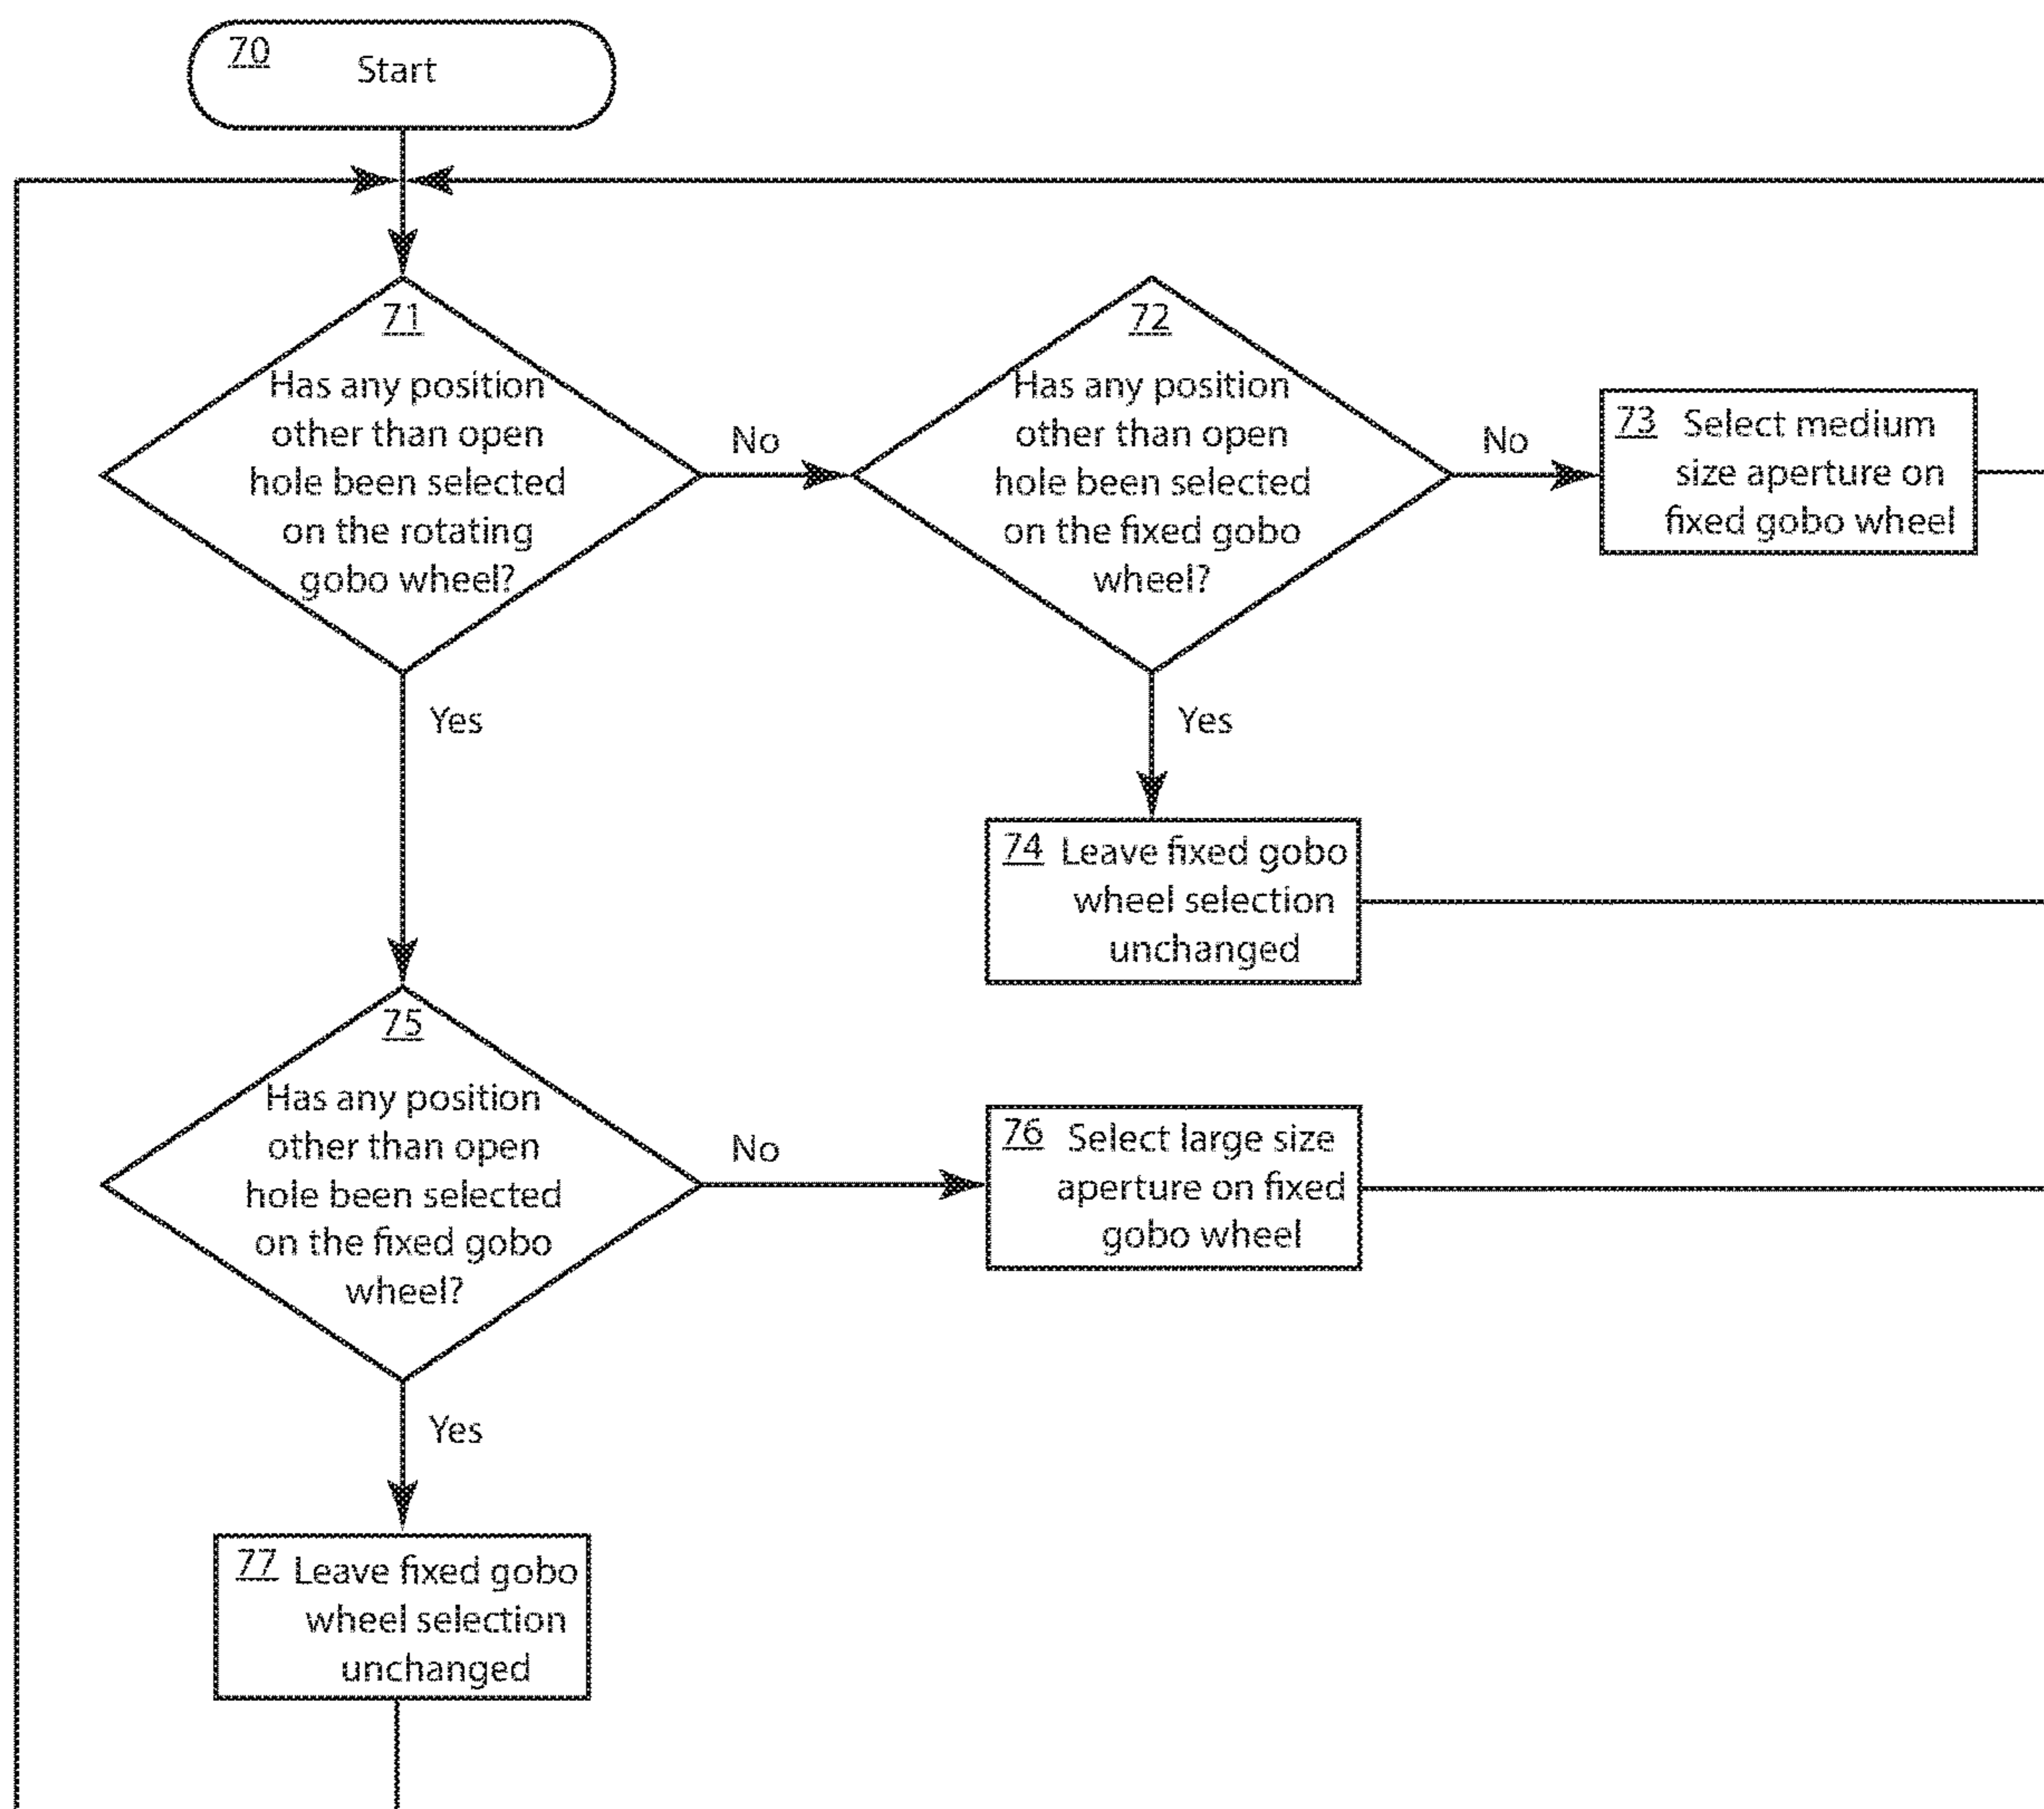 70 Start
71
Has any position
other than open
hole been selected
on the rotating
gobo wheel?
No
72
Has any position
other than open
hole been selected
on the fixed gobo
wheel?
No
73 Select medium
size aperture on
fixed gobo wheel
Yes
Yes
74 Leave fixed gobo
wheel selection
unchanged
75
Has any position
other than open
hole been selected
on the fixed gobo
wheel?
No
76 Select large size
aperture on fixed
gobo wheel
Yes
77 Leave fixed gobo
wheel selection
unchanged